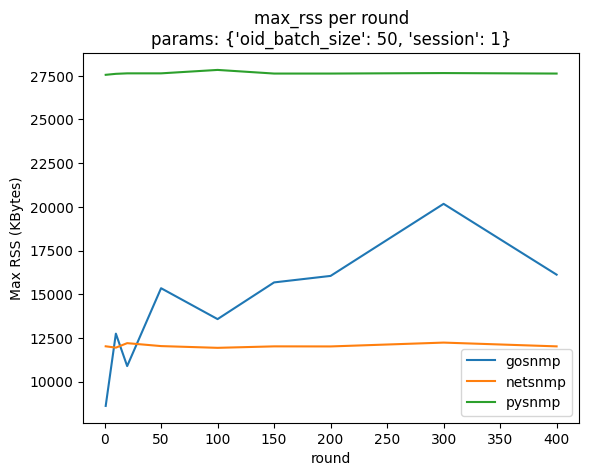 max_rss per round
params: {'oid_batch_size': 50, 'session': 1}
Max RSS (KBytes)
27500
25000
22500
20000
17500
15000
12500
10000
0 50 100 150 200 250 300 350 400
round
gosnmp
netsnmp
pysnmp